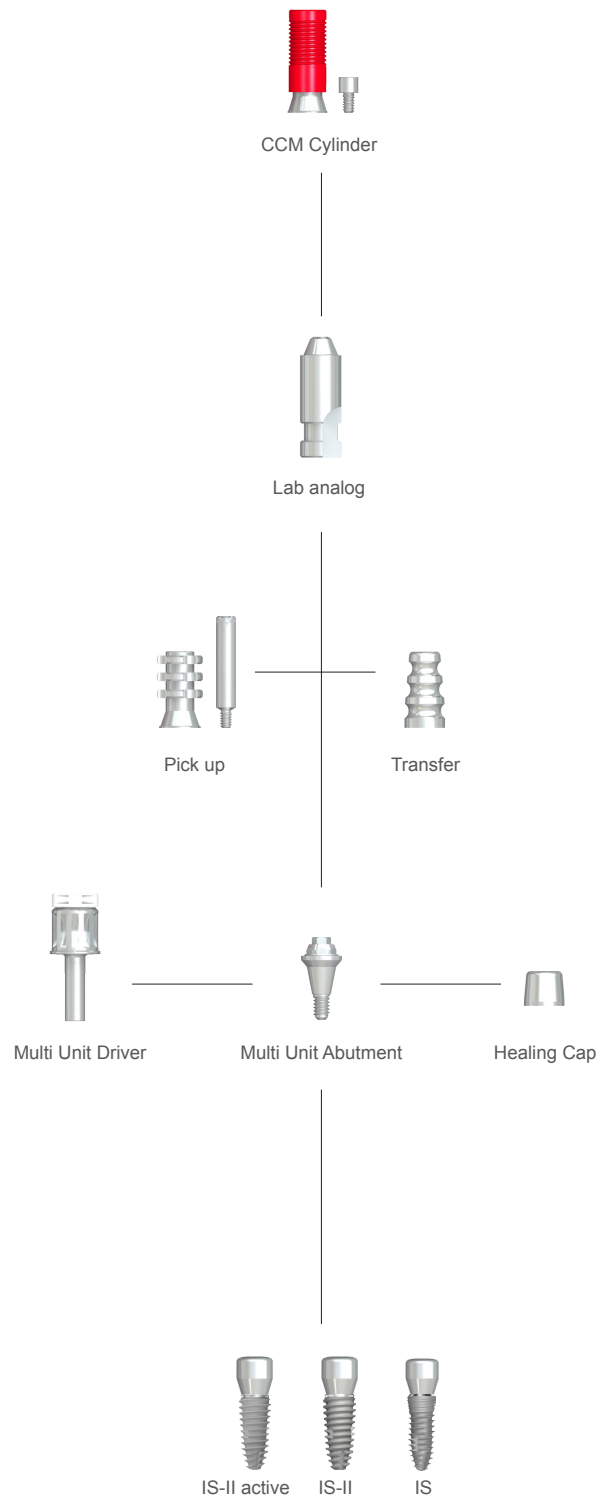 CCM Cylinder
Lab analog
Pick up
Transfer
Multi Unit Driver
Multi Unit Abutment
Healing Cap
IS-II active
IS-II
IS